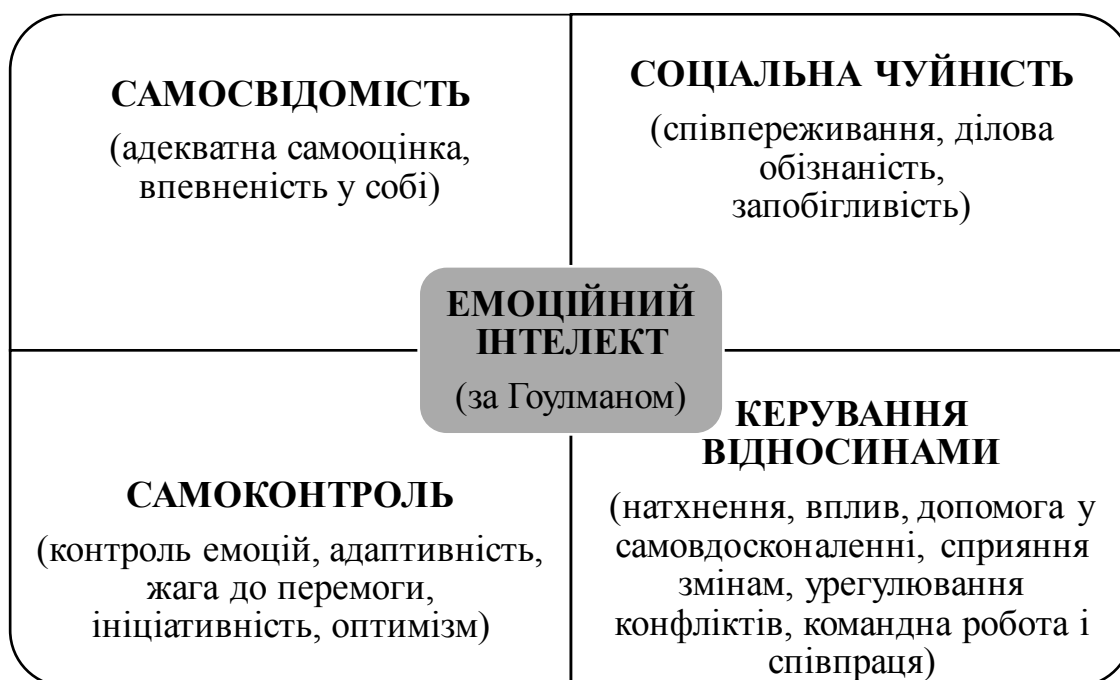 САМОСВІДОМІСТЬ
(адекватна самооцінка,
впевненість у собі)
СОЦІАЛЬНА ЧУЙНІСТЬ
(співпереживання, ділова
обізнаність,
запобігливість)
ЕМОЦІЙНИЙ
ІНТЕЛЕКТ
(за Гоулманом)
САМОКОНТРОЛЬ
(контроль емоцій, адаптивність,
жага до перемоги,
ініціативність, оптимізм)
КЕРУВАННЯ
ВІДНОСИНАМИ
(натхнення, вплив, допомога у
самовдосконаленні, сприяння
змінам, урегулювання
конфліктів, командна робота і
співпраця)